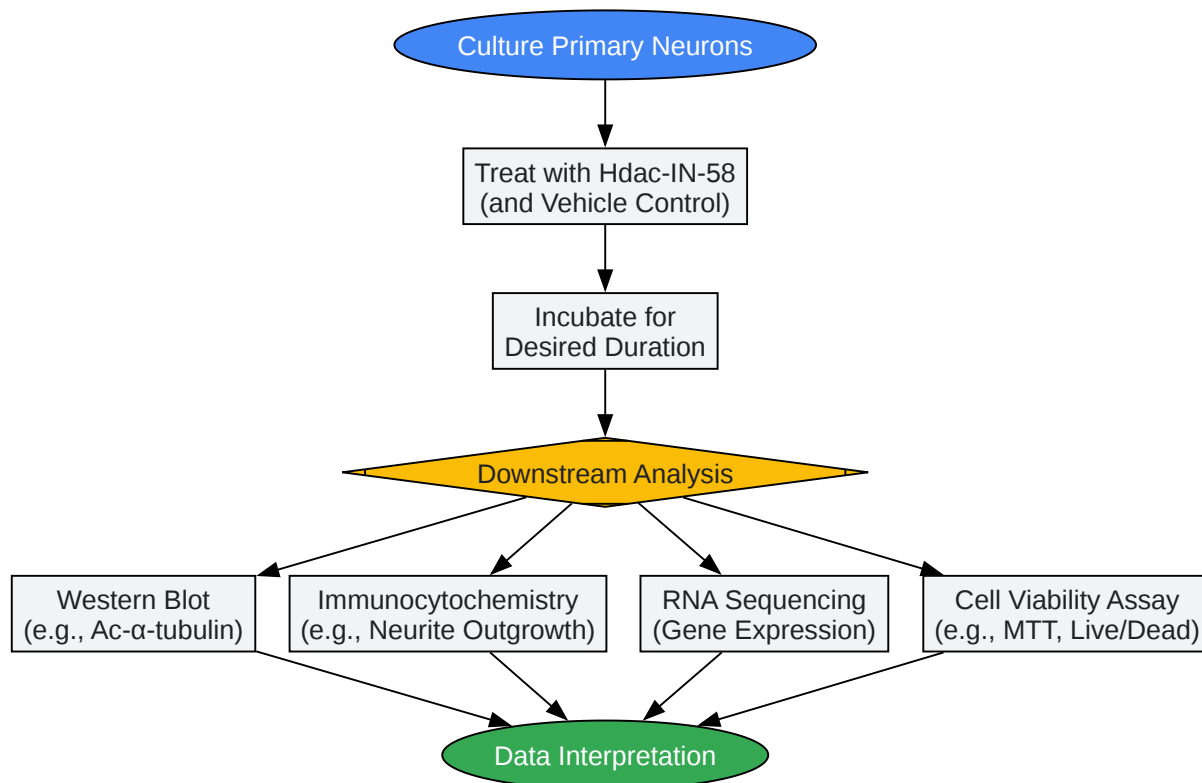 Culture Primary Neurons
Treat with Hdac-IN-58
(and Vehicle Control)
Incubate for
Desired Duration
Downstream Analysis
Western Blot
(e.g., Ac-α-tubulin)
Immunocytochemistry
(e.g., Neurite Outgrowth)
RNA Sequencing
(Gene Expression)
Cell Viability Assay
(e.g., MTT, Live/Dead)
Data Interpretation